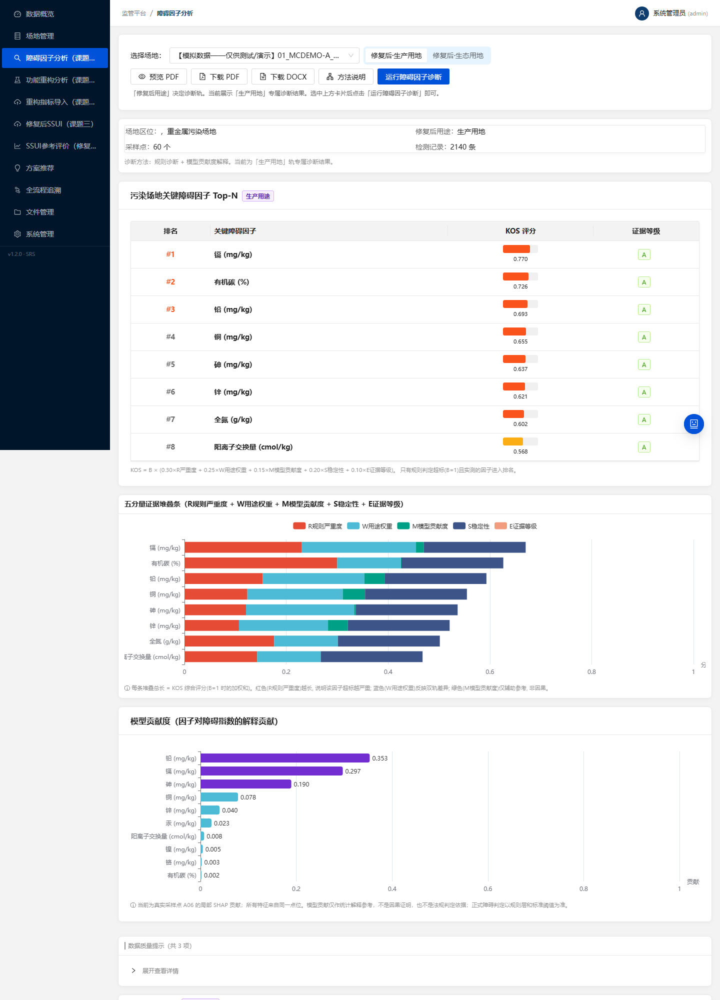 数据概览
场地管理
障碍因子分析（课题...
功能重构分析（课题...
重构指标导入（课题...
修复后SSUI（课题三）
SSUI参考评价（修复...
方案推荐
全流程追溯
文件管理
系统管理
v1.2.0 · SRS
监管平台 / 障碍因子分析
系统管理员 (admin)
选择场地： 【模拟数据——仅供测试/演示】01_MCDEMO-A_... 修复后·生产用地 修复后·生态用地
预览 PDF 下载 PDF 下载 DOCX 方法说明 运行障碍因子诊断
「修复后用途」决定诊断轨。当前展示「生产用地」专属诊断结果。选中上方卡片后点击「运行障碍因子诊断」即可。
场地区位： ，重金属污染场地 修复后用途： 生产用地
采样点： 60 个 检测记录： 2140 条
诊断方法：规则诊断 + 模型贡献度解释。当前为「生产用地」轨专属诊断结果。
污染场地关键障碍因子 Top-N 生产用途
排名 关键障碍因子 KOS 评分 证据等级
#1 镉 (mg/kg) 0.770 A
#2 有机碳 (%) 0.726 A
#3 铅 (mg/kg) 0.693 A
#4 铜 (mg/kg) 0.655 A
#5 砷 (mg/kg) 0.637 A
#6 锌 (mg/kg) 0.621 A
#7 全氮 (g/kg) 0.602 A
#8 阳离子交换量 (cmol/kg) 0.568 A
KOS = B × (0.30×R严重度 + 0.25×W用途权重 + 0.15×M模型贡献度 + 0.20×S稳定性 + 0.10×E证据等级)。 只有规则判定超标(B=1)且实测的因子进入排名。
五分量证据堆叠条（R规则严重度 + W用途权重 + M模型贡献度 + S稳定性 + E证据等级）
R规则严重度 W用途权重 M模型贡献度 S稳定性 E证据等级
镉 (mg/kg)
有机碳 (%)
铅 (mg/kg)
铜 (mg/kg)
砷 (mg/kg)
锌 (mg/kg)
全氮 (g/kg)
离子交换量 (cmol/kg)
0 0.2 0.4 0.6 0.8 1 分
每条堆叠总长 = KOS 综合评分(B=1 时的加权和)。红色(R规则严重度)越长, 说明该因子超标越严重; 蓝色(W用途权重)反映双轨差异; 绿色(M模型贡献度)仅辅助参考, 非因果。
模型贡献度（因子对障碍指数的解释贡献）
铅 (mg/kg) 0.353
镉 (mg/kg) 0.297
砷 (mg/kg) 0.190
铜 (mg/kg) 0.078
锌 (mg/kg) 0.040
汞 (mg/kg) 0.023
阳离子交换量 (cmol/kg) 0.008
镍 (mg/kg) 0.005
铬 (mg/kg) 0.003
有机碳 (%) 0.002
0 0.2 0.4 0.6 0.8 1 贡献
当前为真实采样点 A06 的局部 SHAP 贡献；所有特征来自同一点位。模型贡献仅作统计解释参考，不是因果证明，也不是法规判定依据；正式障碍判定以规则层和标准阈值为准。
数据质量提示（共 3 项）
展开查看详情